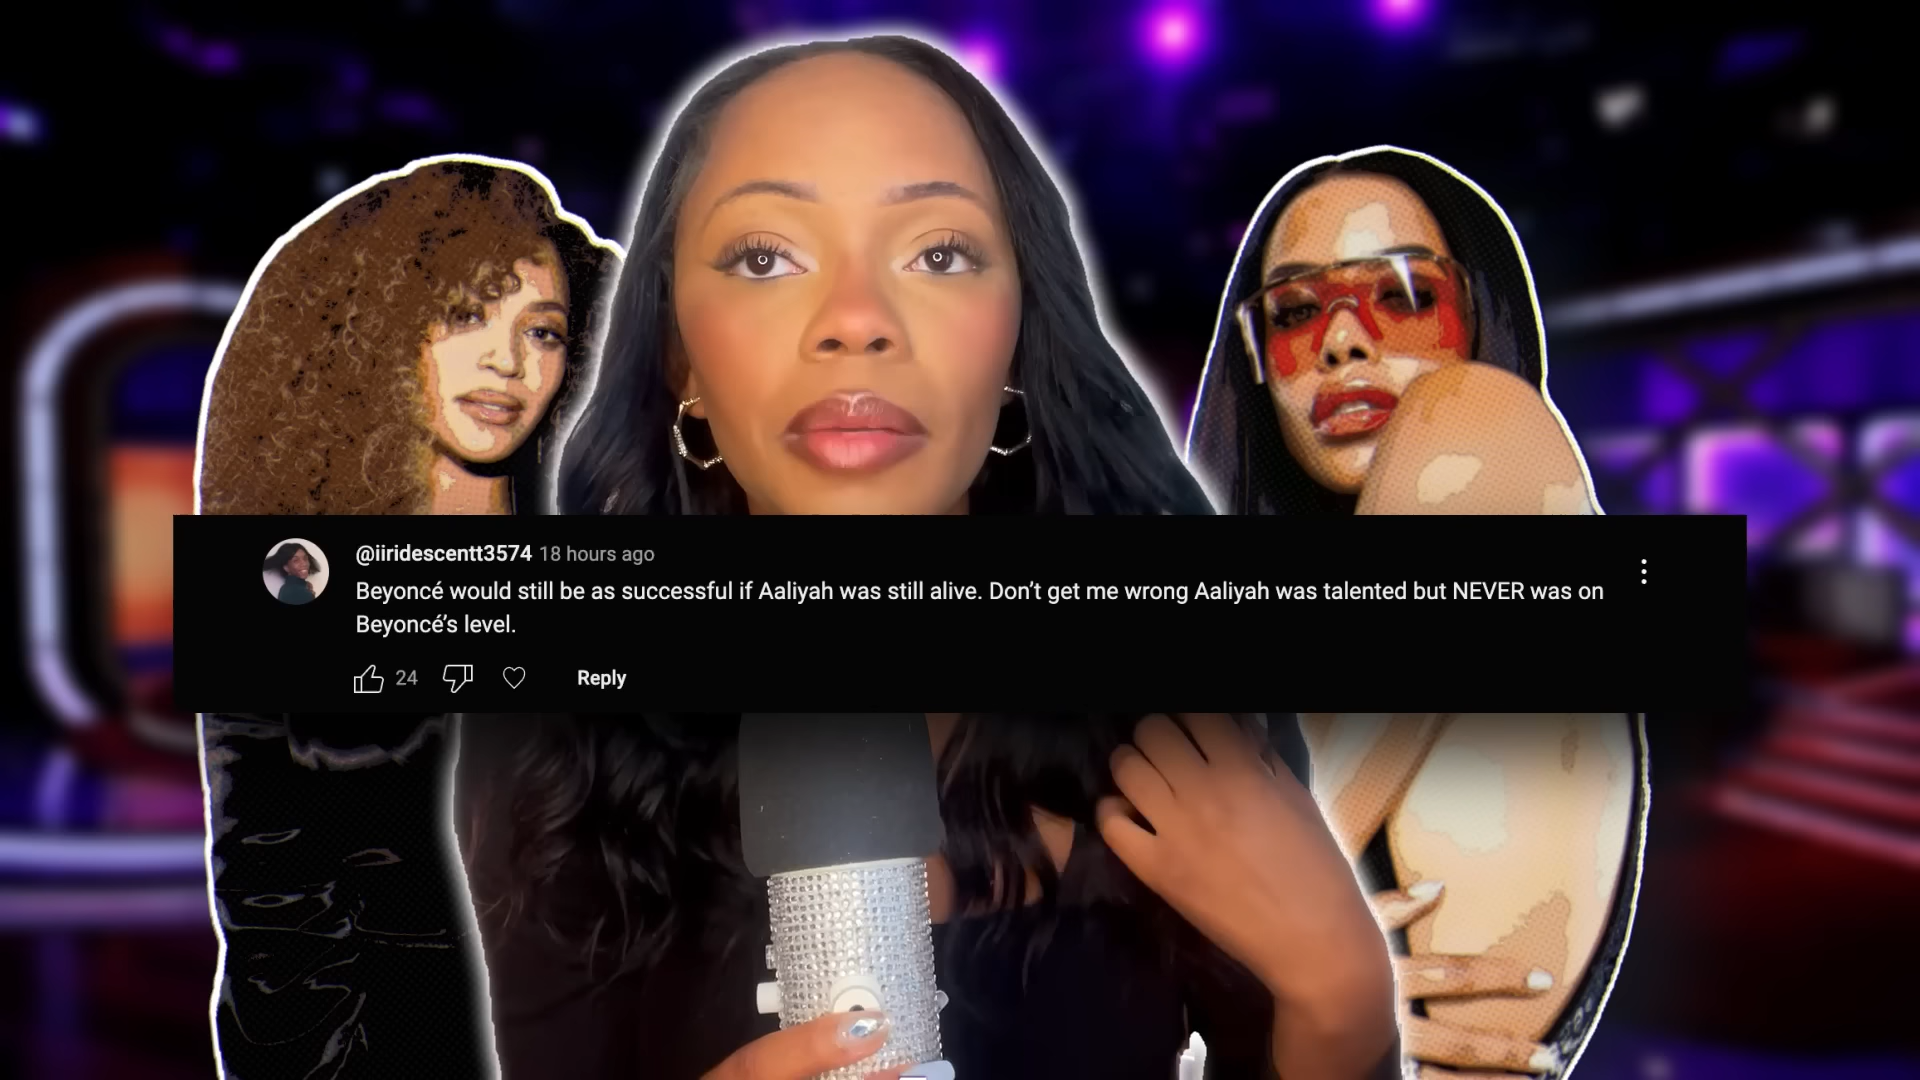 @iiridescentt3574 18 hours ago
Beyoncé would still be as successful if Aaliyah was still alive. Don’t get me wrong Aaliyah was talented but NEVER was on
Beyoncé’s level.
24 Reply